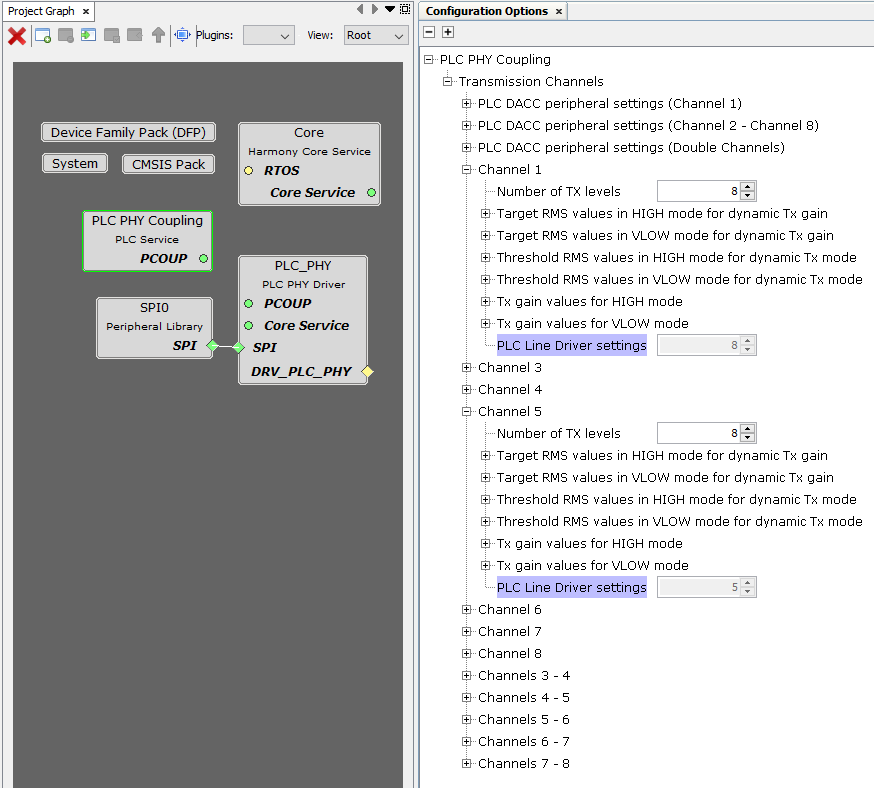 Project Graph
Plugins:
View:
Root
Device Family Pack (DFP)
System
CMSIS Pack
Core
Harmony Core Service
RTOS
Core Service
PLC PHY Coupling
PLC Service
PCOUP
SPI0
Peripheral Library
SPI
PLC_PHY
PLC PHY Driver
PCOUP
Core Service
SPI
DRV_PLC_PHY
Configuration Options
PLC PHY Coupling
Transmission Channels
PLC DACC peripheral settings (Channel 1)
PLC DACC peripheral settings (Channel 2 - Channel 8)
PLC DACC peripheral settings (Double Channels)
Channel 1
Number of TX levels 8
Target RMS values in HIGH mode for dynamic Tx gain
Target RMS values in VLOW mode for dynamic Tx gain
Threshold RMS values in HIGH mode for dynamic Tx mode
Threshold RMS values in VLOW mode for dynamic Tx mode
Tx gain values for HIGH mode
Tx gain values for VLOW mode
PLC Line Driver settings 8
Channel 3
Channel 4
Channel 5
Number of TX levels 8
Target RMS values in HIGH mode for dynamic Tx gain
Target RMS values in VLOW mode for dynamic Tx gain
Threshold RMS values in HIGH mode for dynamic Tx mode
Threshold RMS values in VLOW mode for dynamic Tx mode
Tx gain values for HIGH mode
Tx gain values for VLOW mode
PLC Line Driver settings 5
Channel 6
Channel 7
Channel 8
Channels 3 - 4
Channels 4 - 5
Channels 5 - 6
Channels 6 - 7
Channels 7 - 8